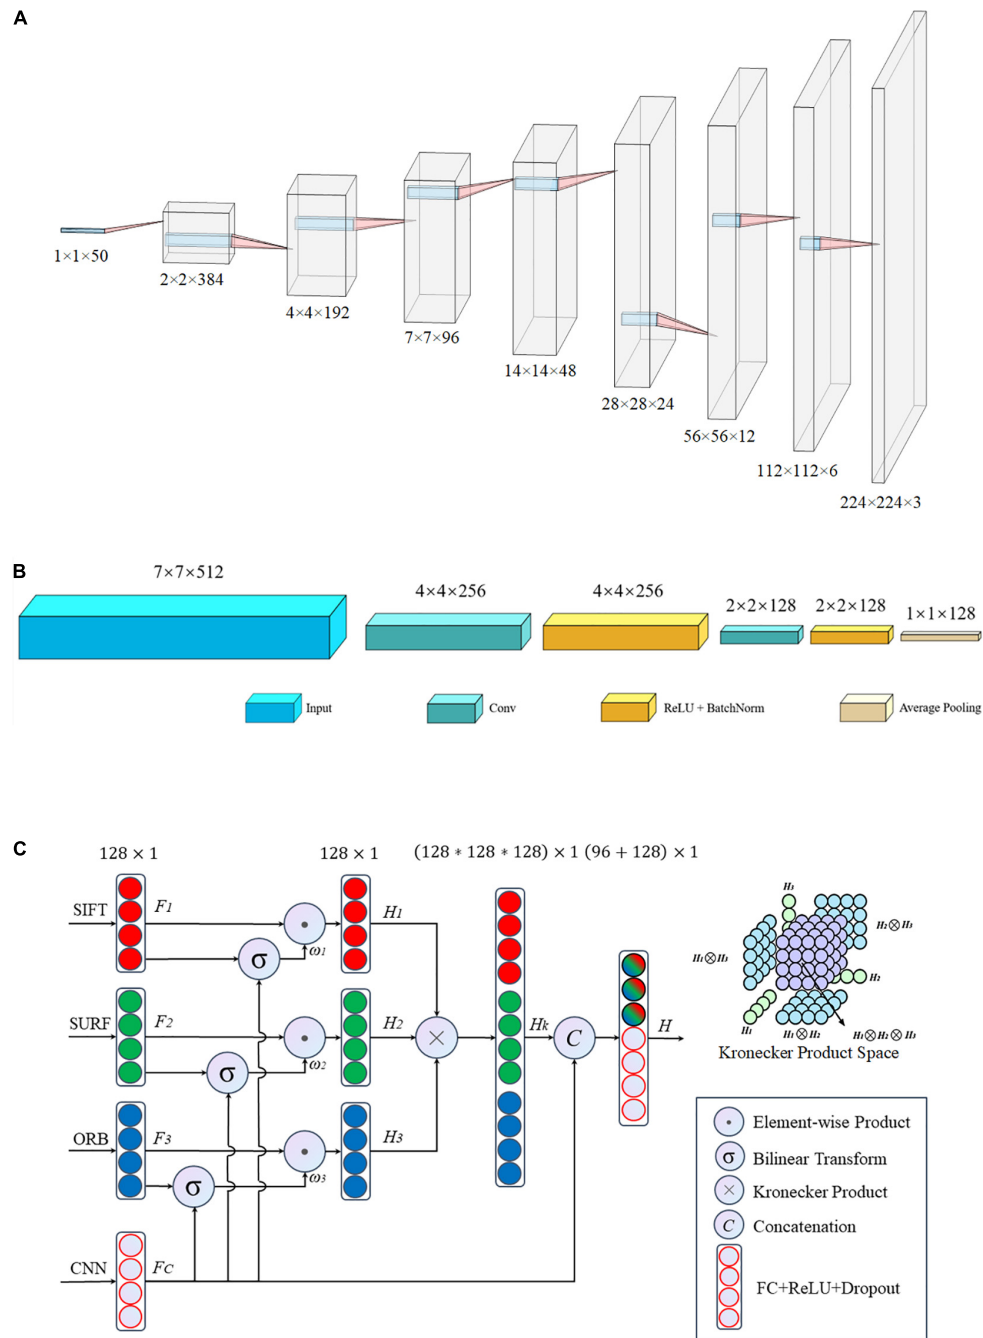 A
1×1×50
2×2×384
4×4×192
7×7×96
14×14×48
28×28×24
56×56×12
112×112×6
224×224×3
B
7×7×512
4×4×256
4×4×256
2×2×128
2×2×128
1×1×128
Input
Conv
ReLU + BatchNorm
Average Pooling
C
128 × 1
128 × 1
(128 ∗ 128 ∗ 128) × 1
(96 + 128) × 1
SIFT
F1
σ
ω1
H1
SURF
F2
σ
ω2
H2
×
Hk
C
H
ORB
F3
σ
ω3
H3
CNN
FC
H3
H2⊗H3
H1⊗H3
H2
H1
H1⊗H2
H1⊗H2⊗H3
Kronecker Product Space
Element-wise Product
σ Bilinear Transform
× Kronecker Product
C Concatenation
FC+ReLU+Dropout